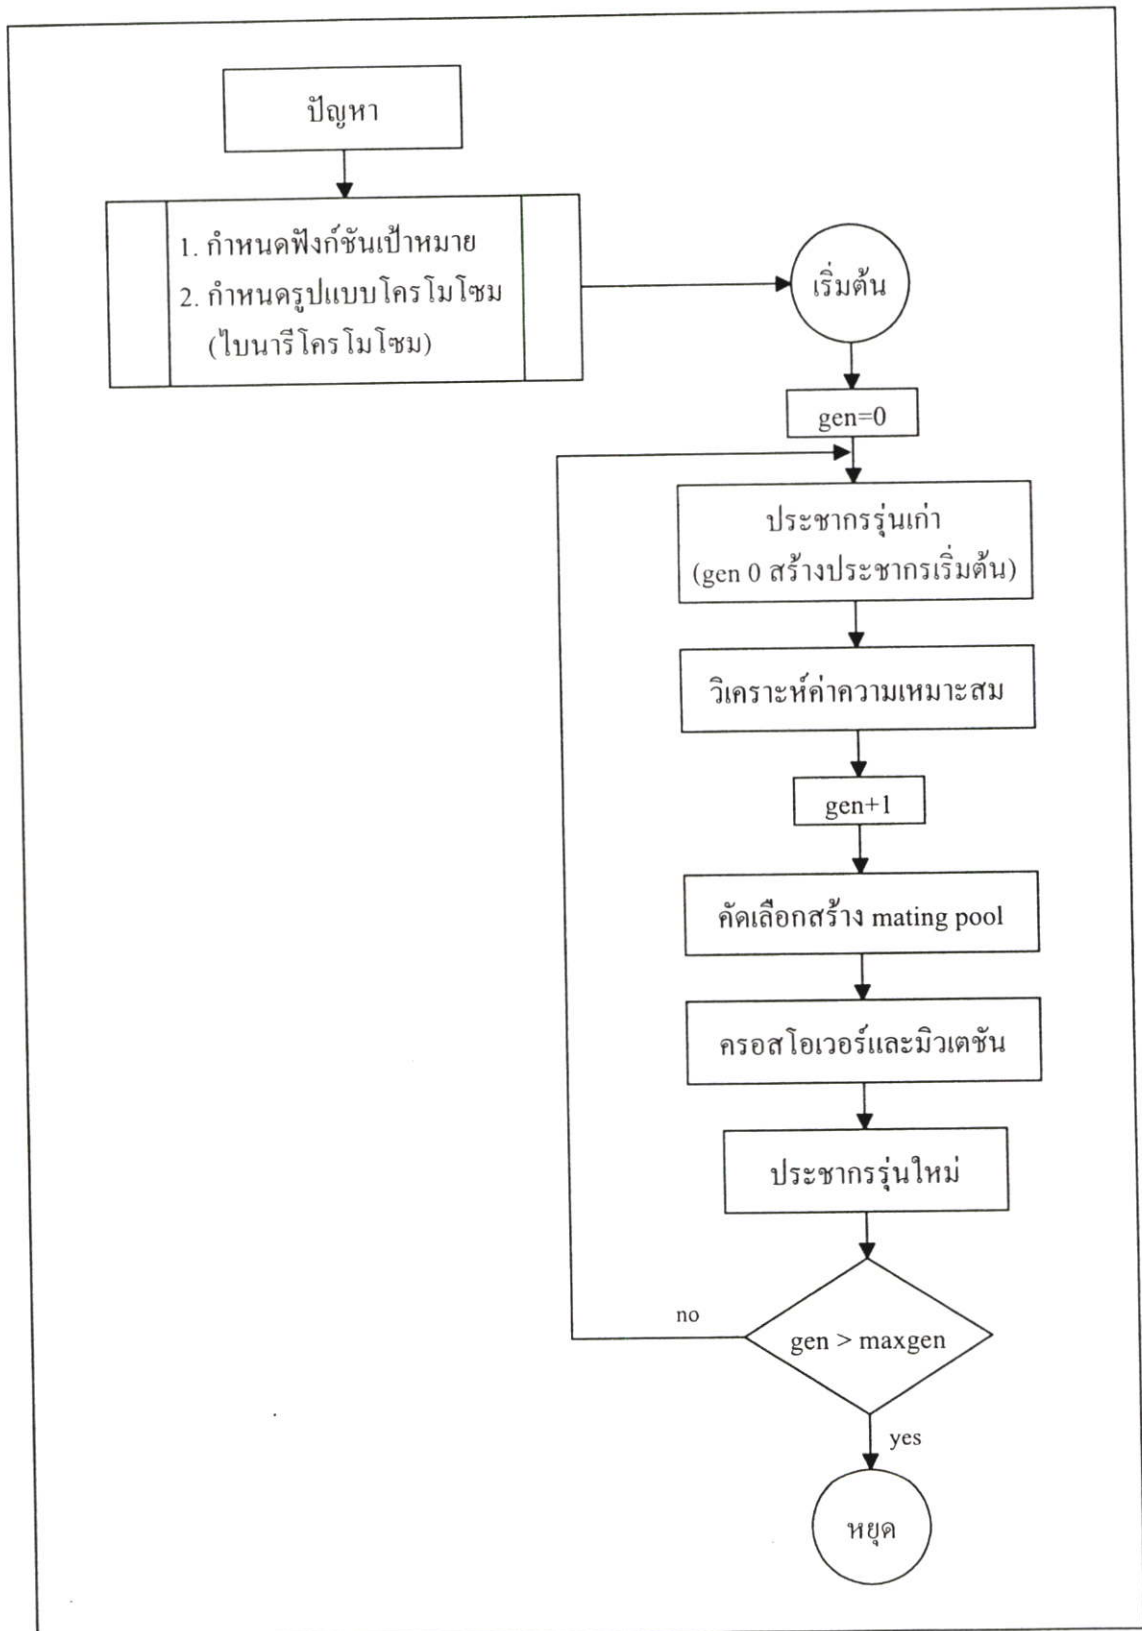 ปัญหา
1. กำหนดฟังก์ชันเป้าหมาย
2. กำหนดรูปแบบโครโมโซม
(ไบนารีโครโมโซม)
เริ่มต้น
gen=0
ประชากรรุ่นเก่า
(gen 0 สร้างประชากรเริ่มต้น)
วิเคราะห์ค่าความเหมาะสม
gen+1
คัดเลือกสร้าง mating pool
ครอสโอเวอร์และมิวเตชัน
ประชากรรุ่นใหม่
no
gen > maxgen
yes
หยุด